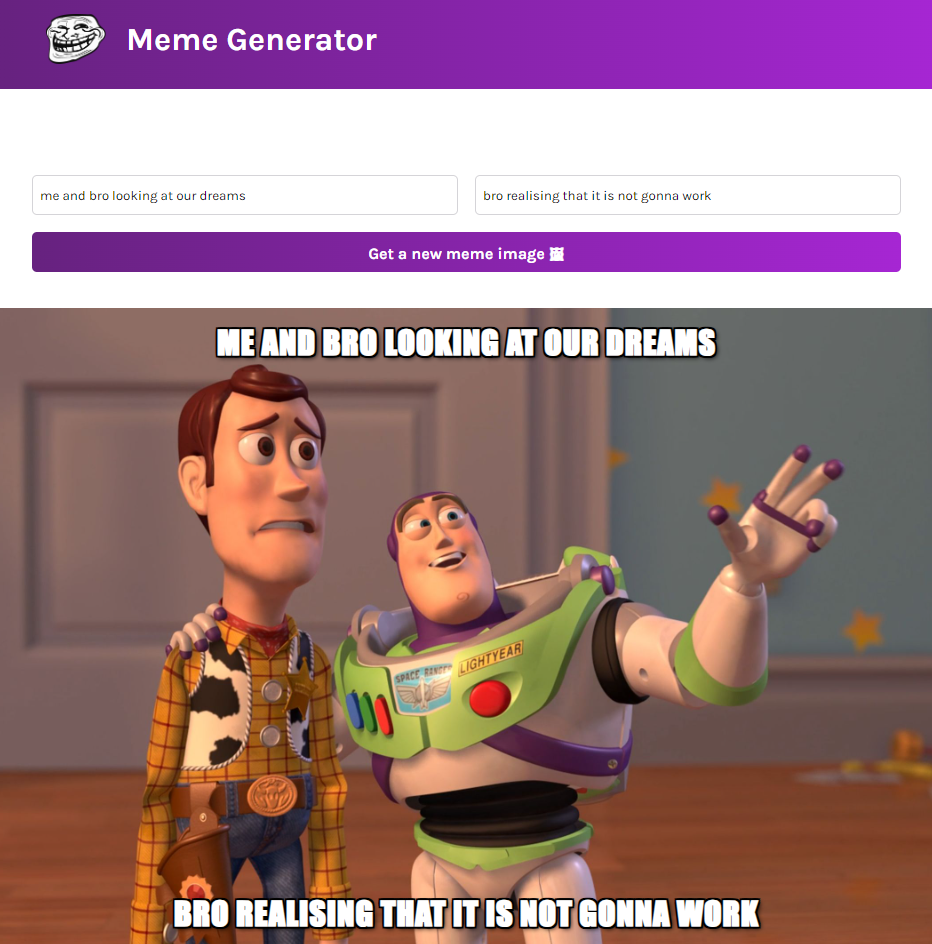 Meme Generator
me and bro looking at our dreams
bro realising that it is not gonna work
Get a new meme image 🖼
ME AND BRO LOOKING AT OUR DREAMS
SPACE RANGER
LIGHTYEAR
BRO REALISING THAT IT IS NOT GONNA WORK